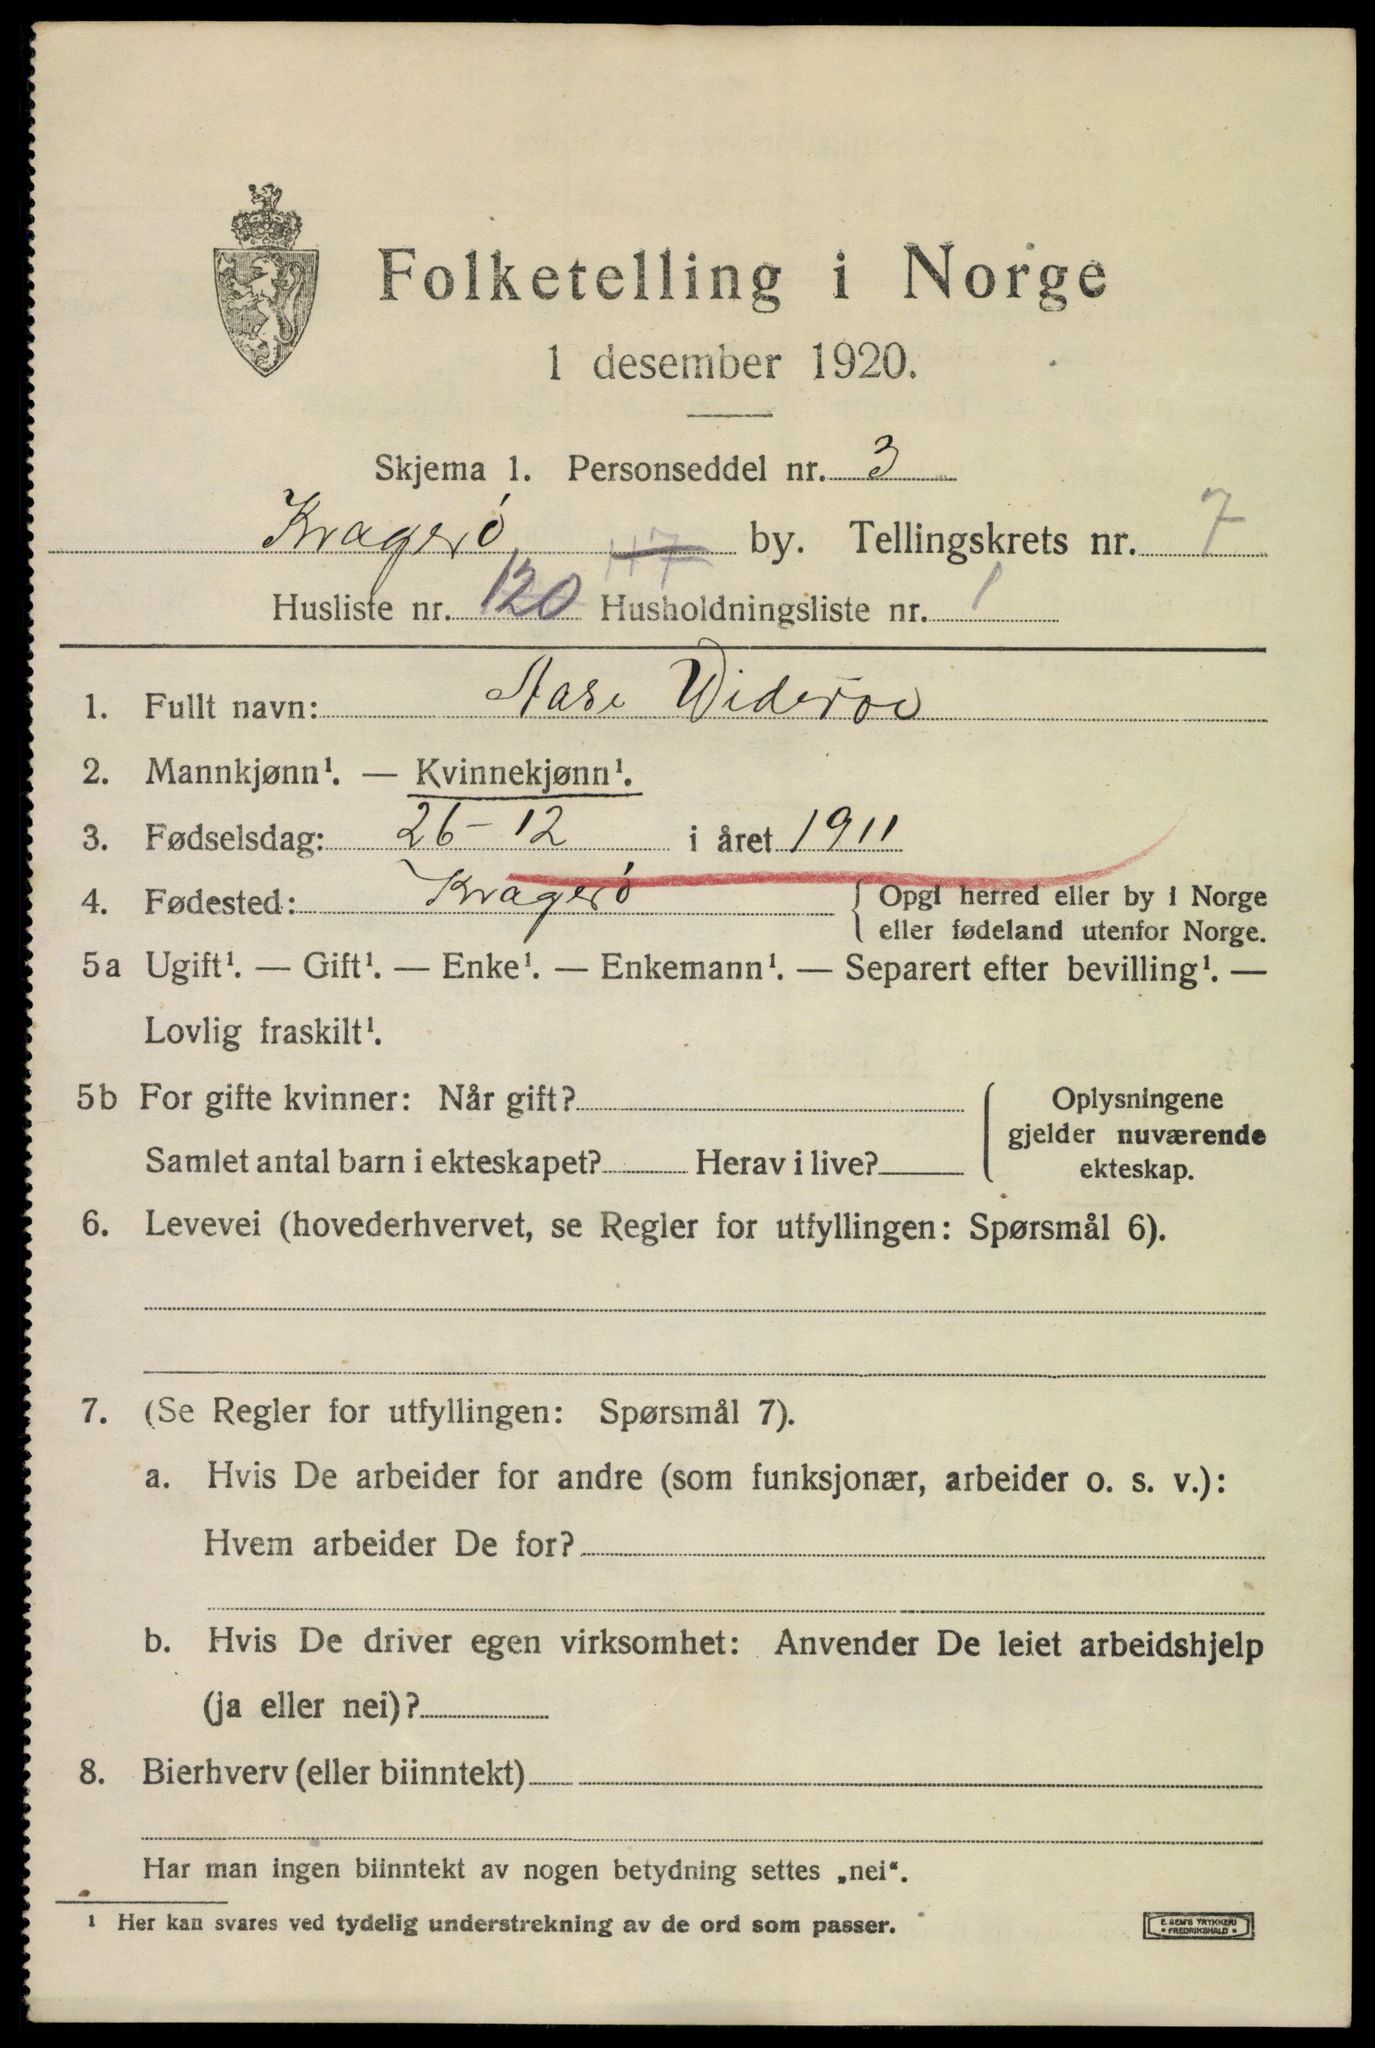 Folketelling i Norge
1 desember 1920.
Skjema 1. Personseddel nr. 3
Kragerø 117 by. Tellingskrets nr. 7
Husliste nr. 120 Husholdningsliste nr. 1
1. Fullt navn: Aase Widerøe
2. Mannkjønn¹. — Kvinnekjønn¹.
3. Fødselsdag: 26-12 i året 1911
4. Fødested: Kragerø { Opgi herred eller by i Norge
eller fødeland utenfor Norge.
5a Ugift¹. — Gift¹. — Enke¹. — Enkemann¹. — Separert efter bevilling¹. —
Lovlig fraskilt¹.
5b For gifte kvinner: Når gift?
Samlet antal barn i ekteskapet? Herav i live?
Oplysningene
gjelder nuværende
ekteskap.
6. Levevei (hovederhvervet, se Regler for utfyllingen: Spørsmål 6).
7. (Se Regler for utfyllingen: Spørsmål 7).
a. Hvis De arbeider for andre (som funksjonær, arbeider o. s. v.):
Hvem arbeider De for?
b. Hvis De driver egen virksomhet: Anvender De leiet arbeidshjelp
(ja eller nei)?
8. Bierhverv (eller biinntekt)
Har man ingen biinntekt av nogen betydning settes „nei“.
¹ Her kan svares ved tydelig understrekning av de ord som passer.
E. SEM'S TRYKKERI
• FREDRIKSHALD •